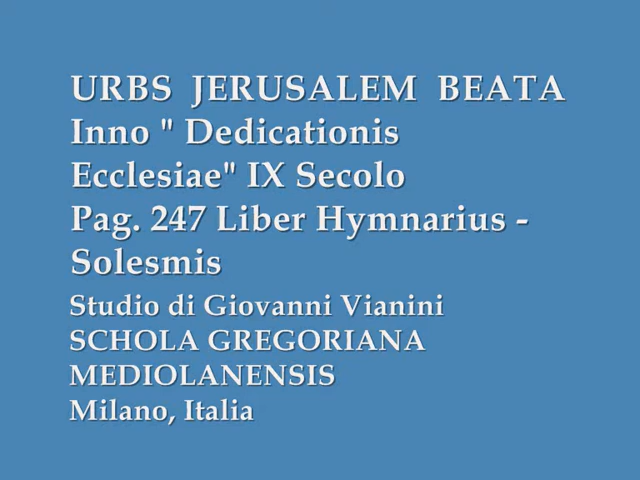 URBS JERUSALEM BEATA
Inno " Dedicationis
Ecclesiae" IX Secolo
Pag. 247 Liber Hymnarius -
Solesmis
Studio di Giovanni Vianini
SCHOLA GREGORIANA
MEDIOLANENSIS
Milano, Italia